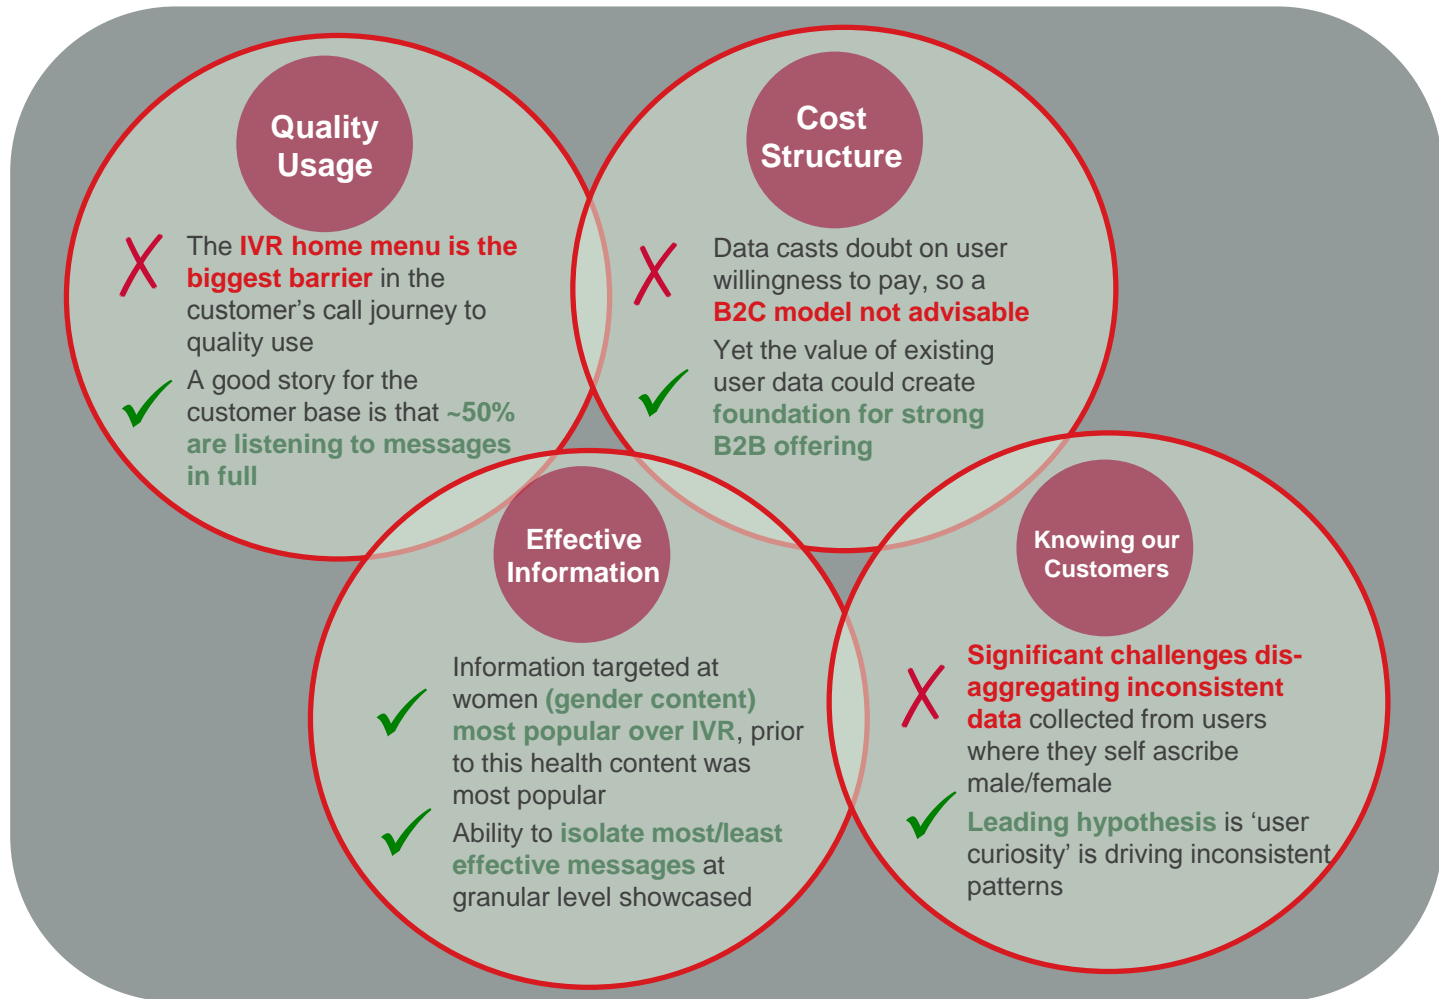 Quality
Usage
The IVR home menu is the
biggest barrier in the
customer's call journey to
quality use
A good story for the
customer base is that ~50%
are listening to messages
in full
Cost
Structure
Data casts doubt on user
willingness to pay, so a
B2C model not advisable
Yet the value of existing
user data could create
foundation for strong
B2B offering
Effective
Information
Information targeted at
women (gender content)
most popular over IVR, prior
to this health content was
most popular
Ability to isolate most/least
effective messages at
granular level showcased
Knowing our
Customers
Significant challenges dis-
aggregating inconsistent
data collected from users
where they self ascribe
male/female
Leading hypothesis is ‘user
curiosity’ is driving inconsistent
patterns